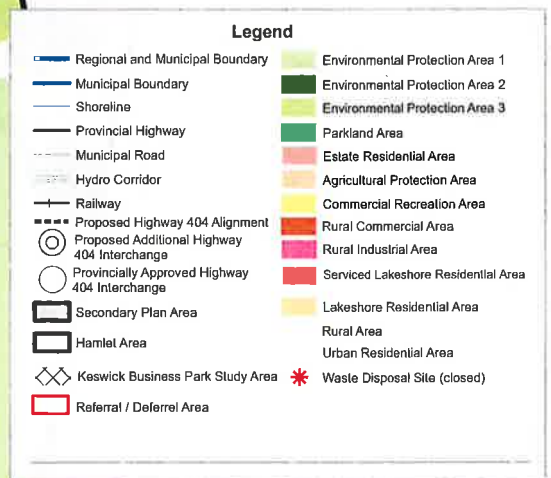 Legend
Regional and Municipal Boundary
Municipal Boundary
Shoreline
Provincial Highway
Municipal Road
Hydro Corridor
Railway
Proposed Highway 404 Alignment
Proposed Additional Highway
404 Interchange
Provincially Approved Highway
404 Interchange
Secondary Plan Area
Hamlet Area
Keswick Business Park Study Area
Referral / Deferrel Area
Environmental Protection Area 1
Environmental Protection Area 2
Environmental Protection Area 3
Parkland Area
Estate Residential Area
Agricultural Protection Area
Commercial Recreation Area
Rural Commercial Area
Rural Industrial Area
Serviced Lakeshore Residential Area
Lakeshore Residential Area
Rural Area
Urban Residential Area
Waste Disposal Site (closed)